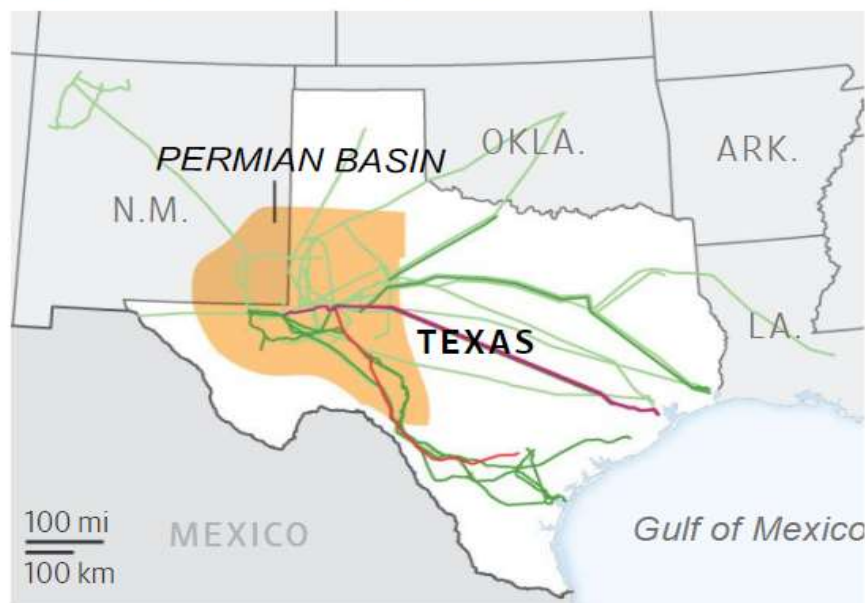 OKLA.
ARK.
PERMIAN BASIN
N.M.
LA.
TEXAS
100 mi
100 km
MEXICO
Gulf of Mexico